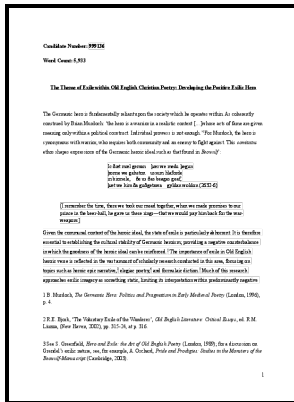 Candidate Number: 999136
Word Count: 5,953
The Theme of Exile within Old English Christian Poetry: Developing the Positive Exilic Hero
The Germanic hero is fundamentally reliant upon the society which he operates within. As coherently
construed by Brian Murdoch, 'the hero is a warrior in a realistic context […] whose acts of fame are given
meaning only within a political construct. Individual prowess is not enough.'¹ For Murdoch, the hero is
synonymous with warrior, who requires both community and an enemy to fight against. This comitatus
ethos shapes expressions of the Germanic heroic ideal, such as that found in Beowulf:
[I remember the time, there we took our mead together, when we made promises to our
prince in the beer-hall, he gave us these rings—that we would pay him back for the war-
weapons]
Given the communal context of the heroic ideal, the state of exile is particularly abhorrent. It is therefore
essential to establishing the cultural viability of Germanic heroism, providing a negative counterbalance
in which the goodness of the heroic ideal can be reinforced. The important role of exile in Old English
heroic verse is reflected in the vast amount of scholarly research conducted in this area, focusing on
topics such as heroic epic narrative, elegiac poetry and formulaic diction. Much of this research
approaches exilic imagery as something static, limiting its interpretation within predominantly negative
1 B. Murdoch, The Germanic Hero: Politics and Pragmatism in Early Medieval Poetry (London, 1996),
p. 4.
2 R.E. Bjork, 'The Voluntary Exile of the Wanderer', Old English Literature: Critical Essays, ed. R.M.
Liuzza, (New Haven, 2002), pp. 315-24, at p. 316.
3 See S. Greenfield, Hero and Exile: the Art of Old English Poetry (London, 1989); for a discussion on
Grendel's exilic nature, see, for example, A. Orchard, Pride and Prodigies: Studies in the Monsters of the
Beowulf-Manuscript (Cambridge, 2003).
1